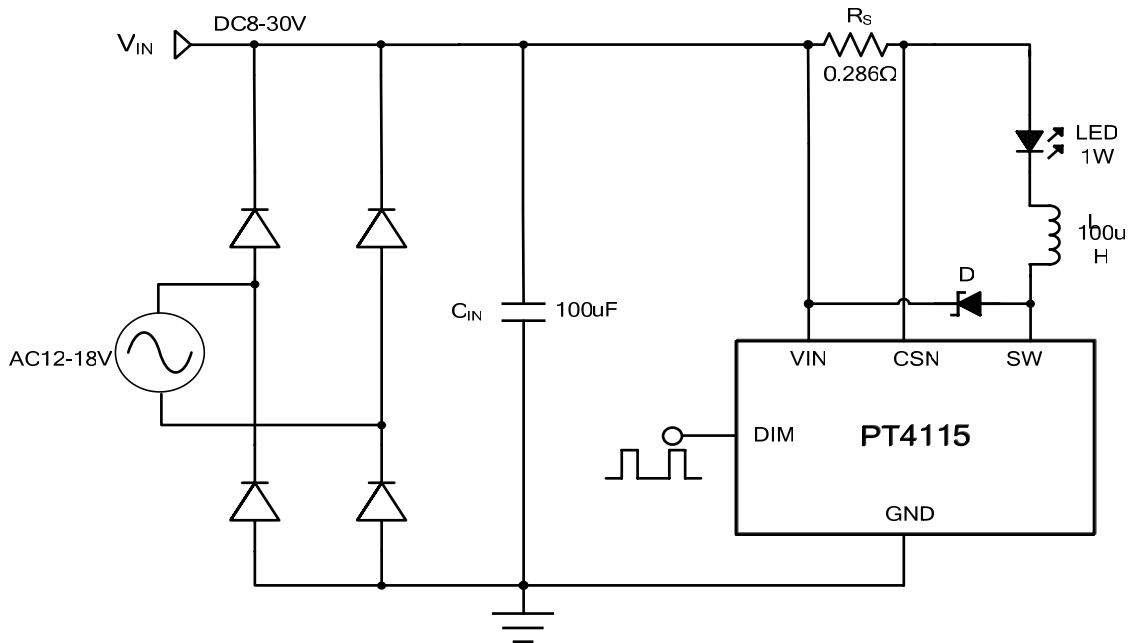 DC8-30V
VIN
RS
0.286Ω
LED
1W
L
100u
H
D
CIN
100uF
AC12-18V
VIN
CSN
SW
DIM
PT4115
GND